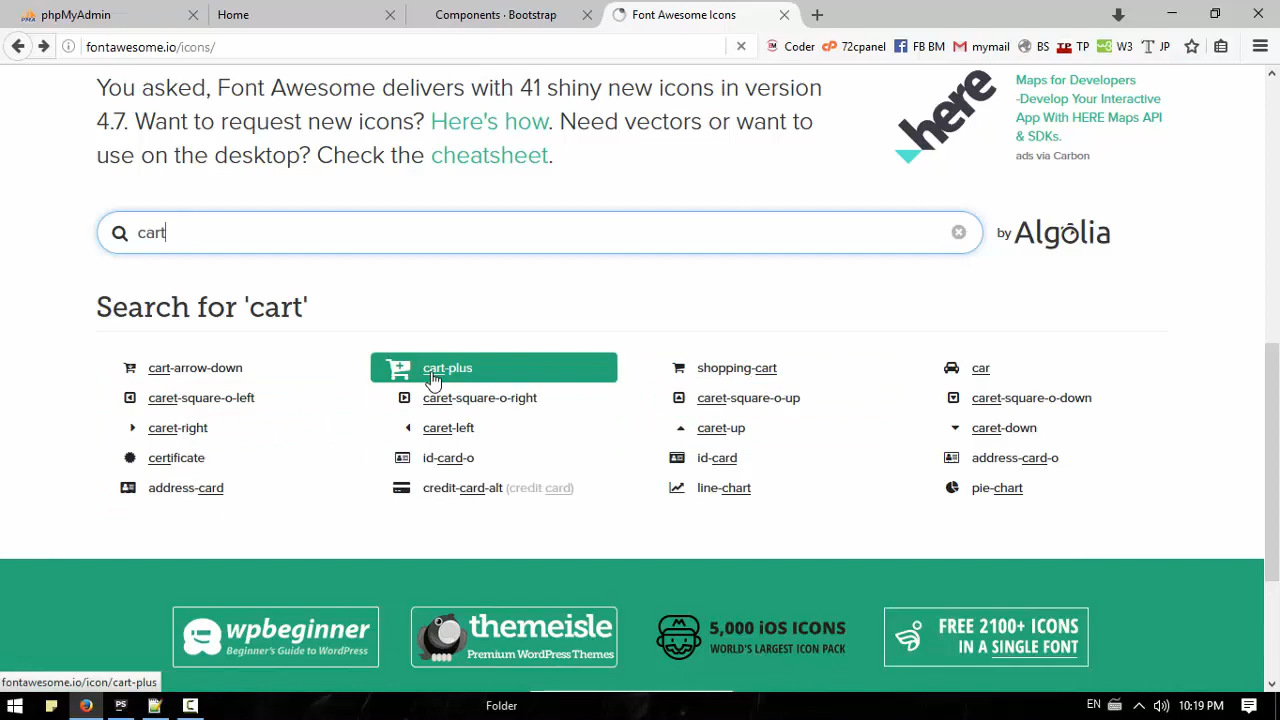 phpMyAdmin
Home
Components · Bootstrap
Font Awesome Icons
fontawesome.io/icons/
Coder
72cpanel
FB BM
mymail
BS
TP
W3
JP
You asked, Font Awesome delivers with 41 shiny new icons in version
4.7. Want to request new icons? Here's how. Need vectors or want to
use on the desktop? Check the cheatsheet.
here
Maps for Developers
-Develop Your Interactive
App With HERE Maps API
& SDKs.
ads via Carbon
cart
by Algolia
Search for 'cart'
cart-arrow-down
cart-plus
shopping-cart
car
caret-square-o-left
caret-square-o-right
caret-square-o-up
caret-square-o-down
caret-right
caret-left
caret-up
caret-down
certificate
id-card-o
id-card
address-card-o
address-card
credit-card-alt (credit card)
line-chart
pie-chart
wpbeginner
Beginner's Guide to WordPress
themeisle
Premium WordPress Themes
5,000 iOS ICONS
WORLD'S LARGEST ICON PACK
FREE 2100+ ICONS
IN A SINGLE FONT
fontawesome.io/icon/cart-plus
Folder
EN
10:19 PM